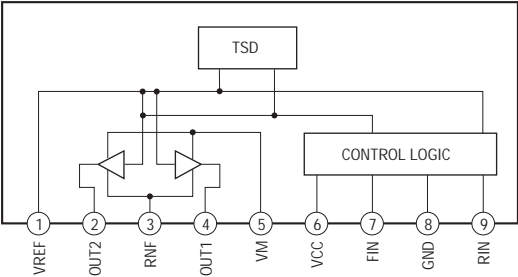 TSD
CONTROL LOGIC
1 2 3 4 5 6 7 8 9
VREF OUT2 RNF OUT1 VM VCC FIN GND RIN